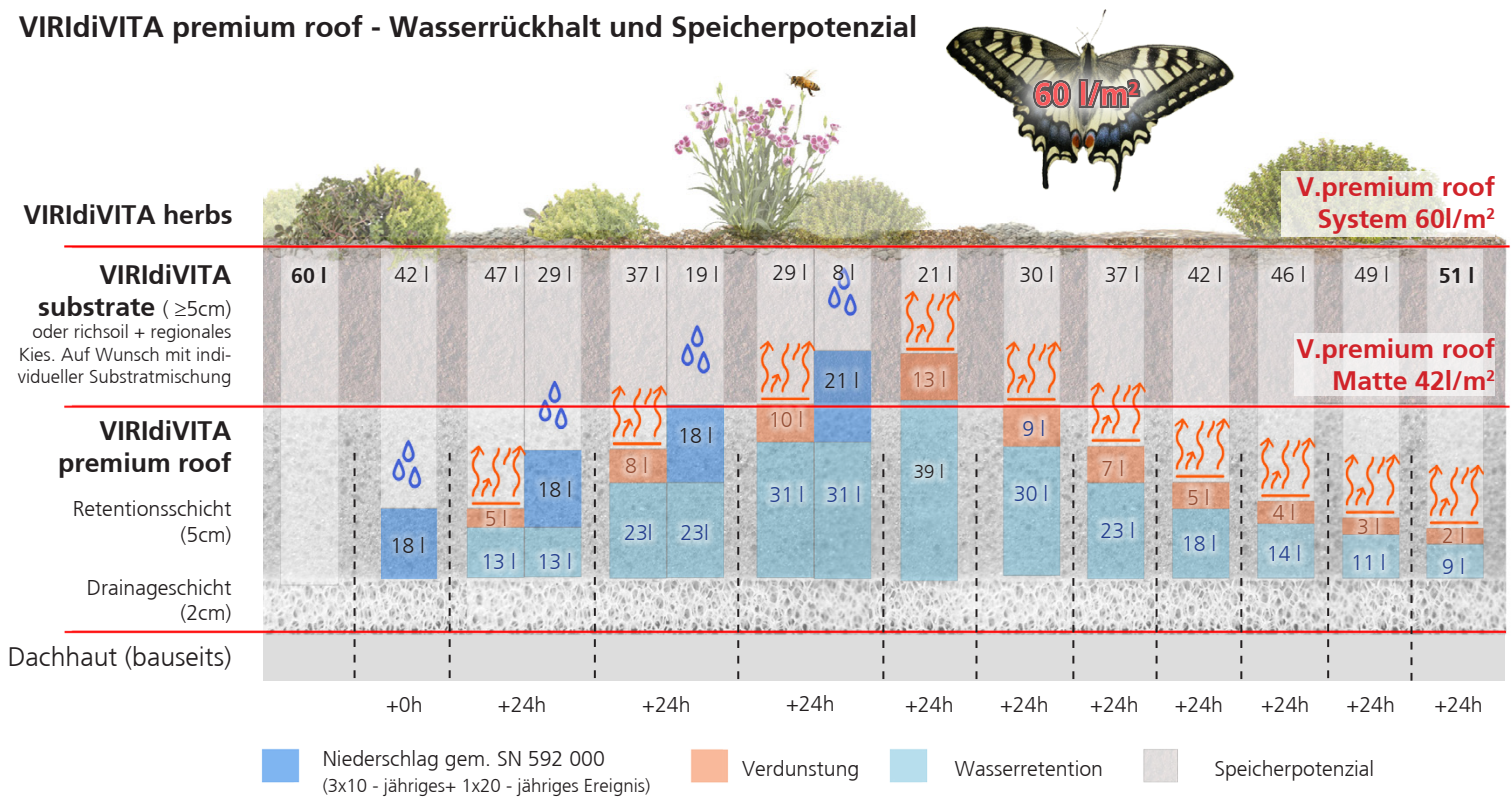 VIRIdiVITA premium roof - Wasserrückhalt und Speicherpotenzial
60 l/m²
VIRIdiVITA herbs
V.premium roof
System 60l/m²
VIRIdiVITA
substrate ( ≥5cm)
oder richsoil + regionales
Kies. Auf Wunsch mit indi-
vidueller Substratmischung
60 l 42 l 47 l 29 l 37 l 19 l 29 l 8 l 21 l 30 l 37 l 42 l 46 l 49 l 51 l
V.premium roof
Matte 42l/m²
VIRIdiVITA
premium roof
Retentionsschicht
(5cm)
18 l
5 l 18 l
13 l 13 l
8 l 18 l
23l 23l
10 l 21 l
31 l 31 l
13 l
39 l
9 l
30 l
7 l
23 l
5 l
18 l
4 l
14 l
3 l
11 l
2 l
9 l
Drainageschicht
(2cm)
Dachhaut (bauseits)
+0h +24h +24h +24h +24h +24h +24h +24h +24h +24h +24h
Niederschlag gem. SN 592 000
(3x10 - jähriges+ 1x20 - jähriges Ereignis)
Verdunstung
Wasserretention
Speicherpotenzial